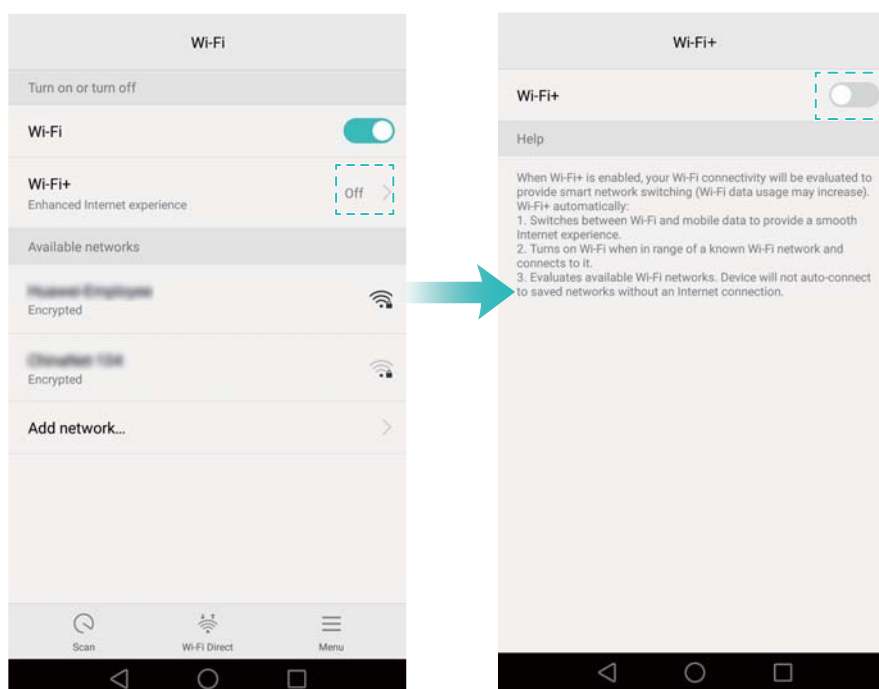 Wi-Fi
Turn on or turn off
Wi-Fi
Wi-Fi+
Enhanced Internet experience
Off
Available networks
Encrypted
Encrypted
Add network...
Scan
Wi-Fi Direct
Menu
Wi-Fi+
Wi-Fi+
Help
When Wi-Fi+ is enabled, your Wi-Fi connectivity will be evaluated to
provide smart network switching (Wi-Fi data usage may increase).
Wi-Fi+ automatically:
1. Switches between Wi-Fi and mobile data to provide a smooth
Internet experience.
2. Turns on Wi-Fi when in range of a known Wi-Fi network and
connects to it.
3. Evaluates available Wi-Fi networks. Device will not auto-connect
to saved networks without an Internet connection.